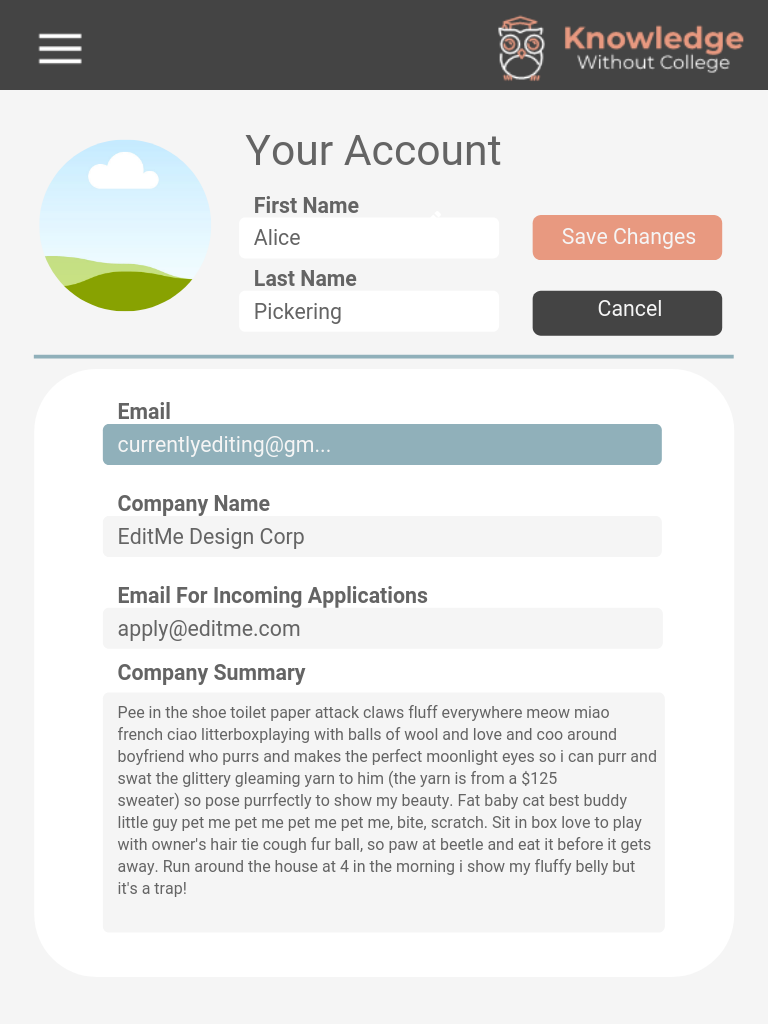 Knowledge
Without College
Your Account
First Name
Alice
Save Changes
Last Name
Pickering
Cancel
Email
currentlyediting@gm...
Company Name
EditMe Design Corp
Email For Incoming Applications
apply@editme.com
Company Summary
Pee in the shoe toilet paper attack claws fluff everywhere meow miao
french ciao litterboxplaying with balls of wool and love and coo around
boyfriend who purrs and makes the perfect moonlight eyes so i can purr and
swat the glittery gleaming yarn to him (the yarn is from a $125
sweater) so pose purrfectly to show my beauty. Fat baby cat best buddy
little guy pet me pet me pet me pet me, bite, scratch. Sit in box love to play
with owner's hair tie cough fur ball, so paw at beetle and eat it before it gets
away. Run around the house at 4 in the morning i show my fluffy belly but
it's a trap!